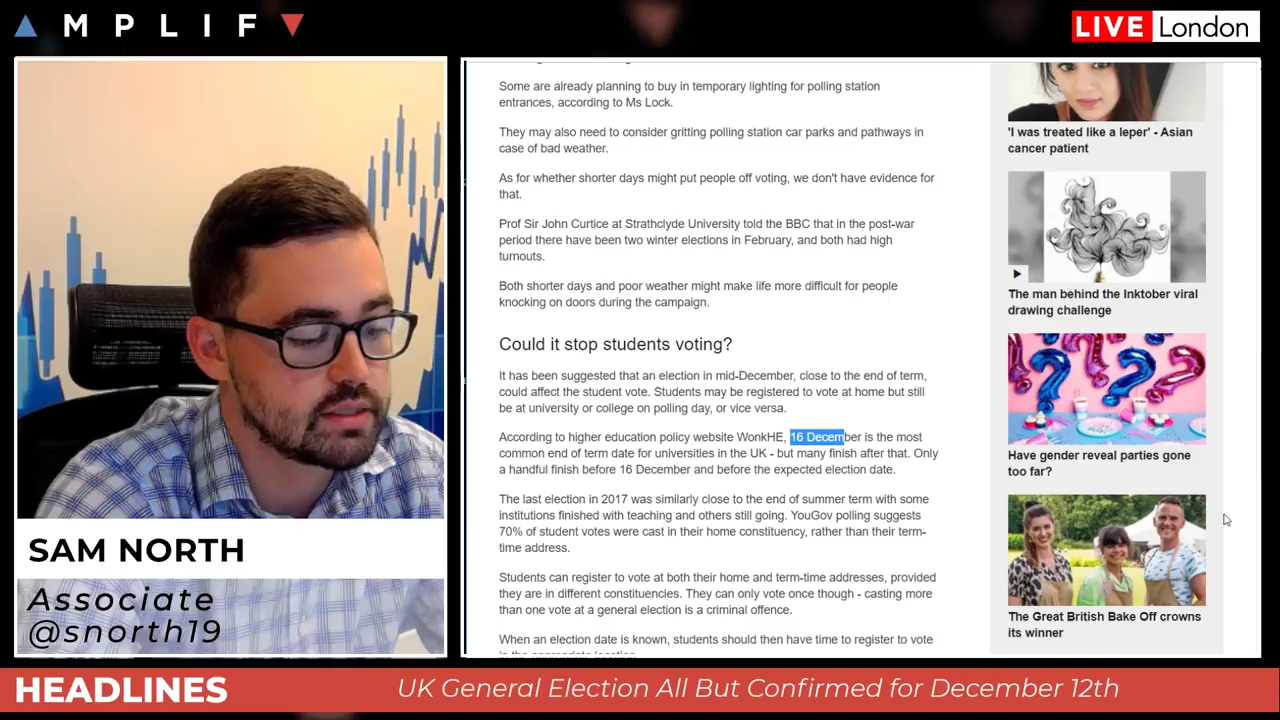 MPLIF
LIVE London
Some are already planning to buy in temporary lighting for polling station
entrances, according to Ms Lock.
They may also need to consider gritting polling station car parks and pathways in
case of bad weather.
As for whether shorter days might put people off voting, we don't have evidence for
that.
Prof Sir John Curtice at Strathclyde University told the BBC that in the post-war
period there have been two winter elections in February, and both had high
turnouts.
Both shorter days and poor weather might make life more difficult for people
knocking on doors during the campaign.
Could it stop students voting?
It has been suggested that an election in mid-December, close to the end of term,
could affect the student vote. Students may be registered to vote at home but still
be at university or college on polling day, or vice versa.
According to higher education policy website WonkHE, 16 December is the most
common end of term date for universities in the UK - but many finish after that. Only
a handful finish before 16 December and before the expected election date.
The last election in 2017 was similarly close to the end of summer term with some
institutions finished with teaching and others still going. YouGov polling suggests
70% of student votes were cast in their home constituency, rather than their term-
time address.
Students can register to vote at both their home and term-time addresses, provided
they are in different constituencies. They can only vote once though - casting more
than one vote at a general election is a criminal offence.
When an election date is known, students should then have time to register to vote
'I was treated like a leper' - Asian
cancer patient
The man behind the Inktober viral
drawing challenge
Have gender reveal parties gone
too far?
The Great British Bake Off crowns
its winner
SAM NORTH
Associate
@snorth19
HEADLINES
UK General Election All But Confirmed for December 12th